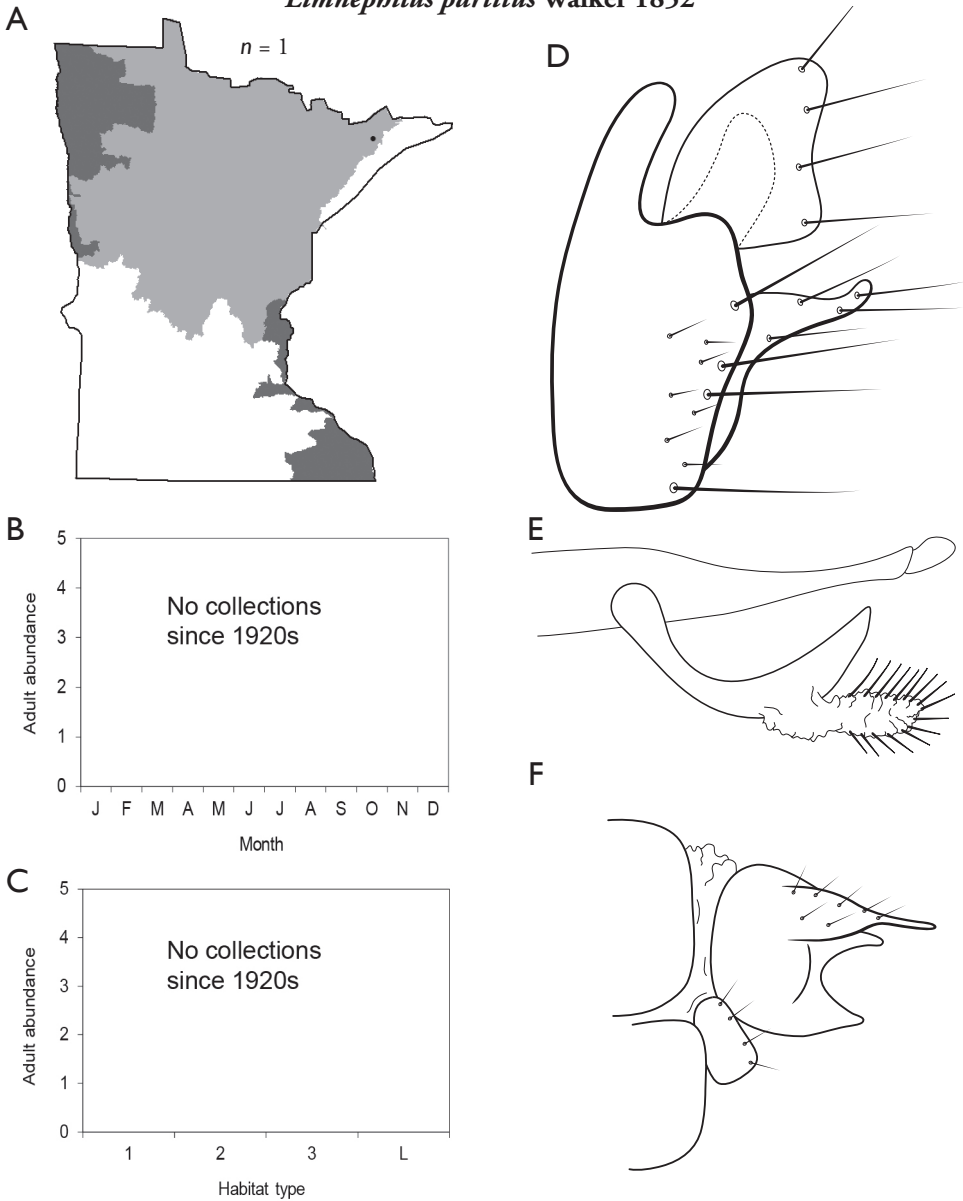 Limnephilus partitus Walker 1852
A
n = 1
D
B
5
4
3
2
1
0
Adult abundance
No collections
since 1920s
J F M A M J J A S O N D
Month
C
5
4
3
2
1
0
Adult abundance
No collections
since 1920s
1 2 3 L
Habitat type
E
F